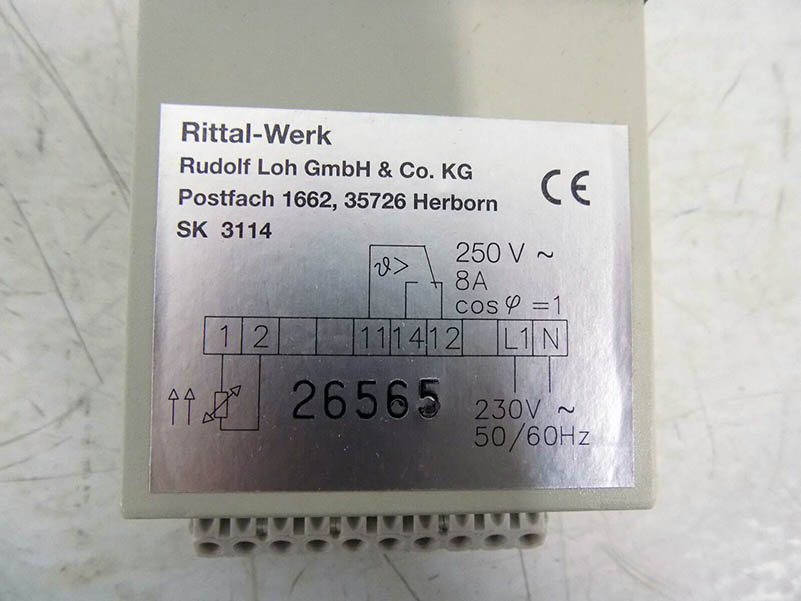 Rittal-Werk
Rudolf Loh GmbH & Co. KG
Postfach 1662, 35726 Herborn
CE
SK 3114
ϑ>
250 V ~
8A
cos φ =1
1 2 11 14 12 L1 N
26565
230V ~
50/60Hz